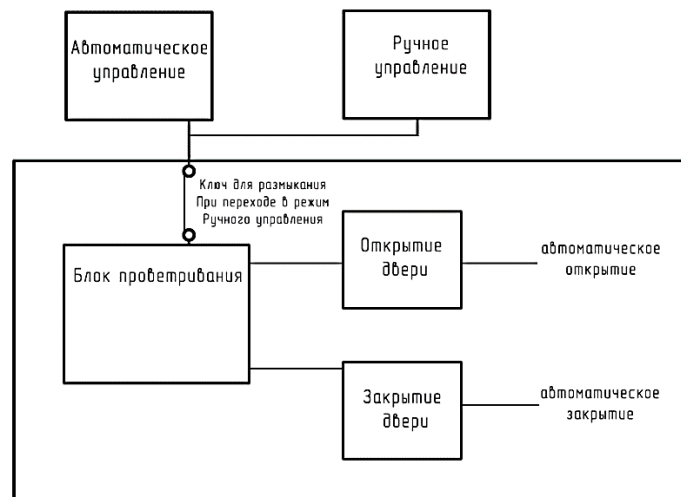 Автоматическое
управление
Ручное
управление
Ключ для размыкания
При переходе в режим
Ручного управления
Блок проветривания
Открытие
двери
автоматическое
открытие
Закрытие
двери
автоматическое
закрытие